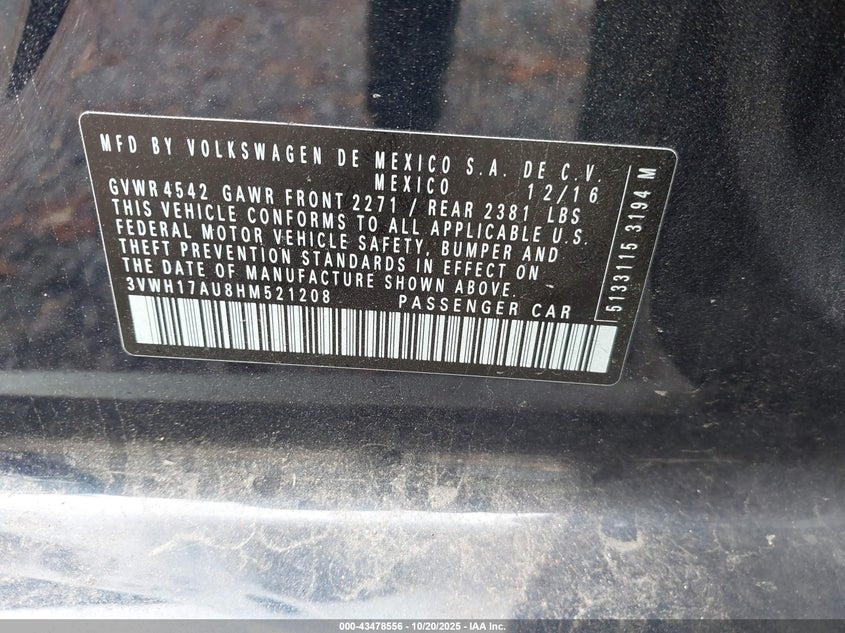 MFD BY VOLKSWAGEN DE MEXICO S.A. DE C.V.
MEXICO 12/16
GVWR 4542 GAWR FRONT 2271 / REAR 2381 LBS
THIS VEHICLE CONFORMS TO ALL APPLICABLE U.S.
FEDERAL MOTOR VEHICLE SAFETY, BUMPER AND
THEFT PREVENTION STANDARDS IN EFFECT ON
THE DATE OF MANUFACTURE SHOWN ABOVE.
3VWH17AU8HM521208 PASSENGER CAR
5133115 3194 M
000-43478556 - 10/20/2025 - IAA Inc.